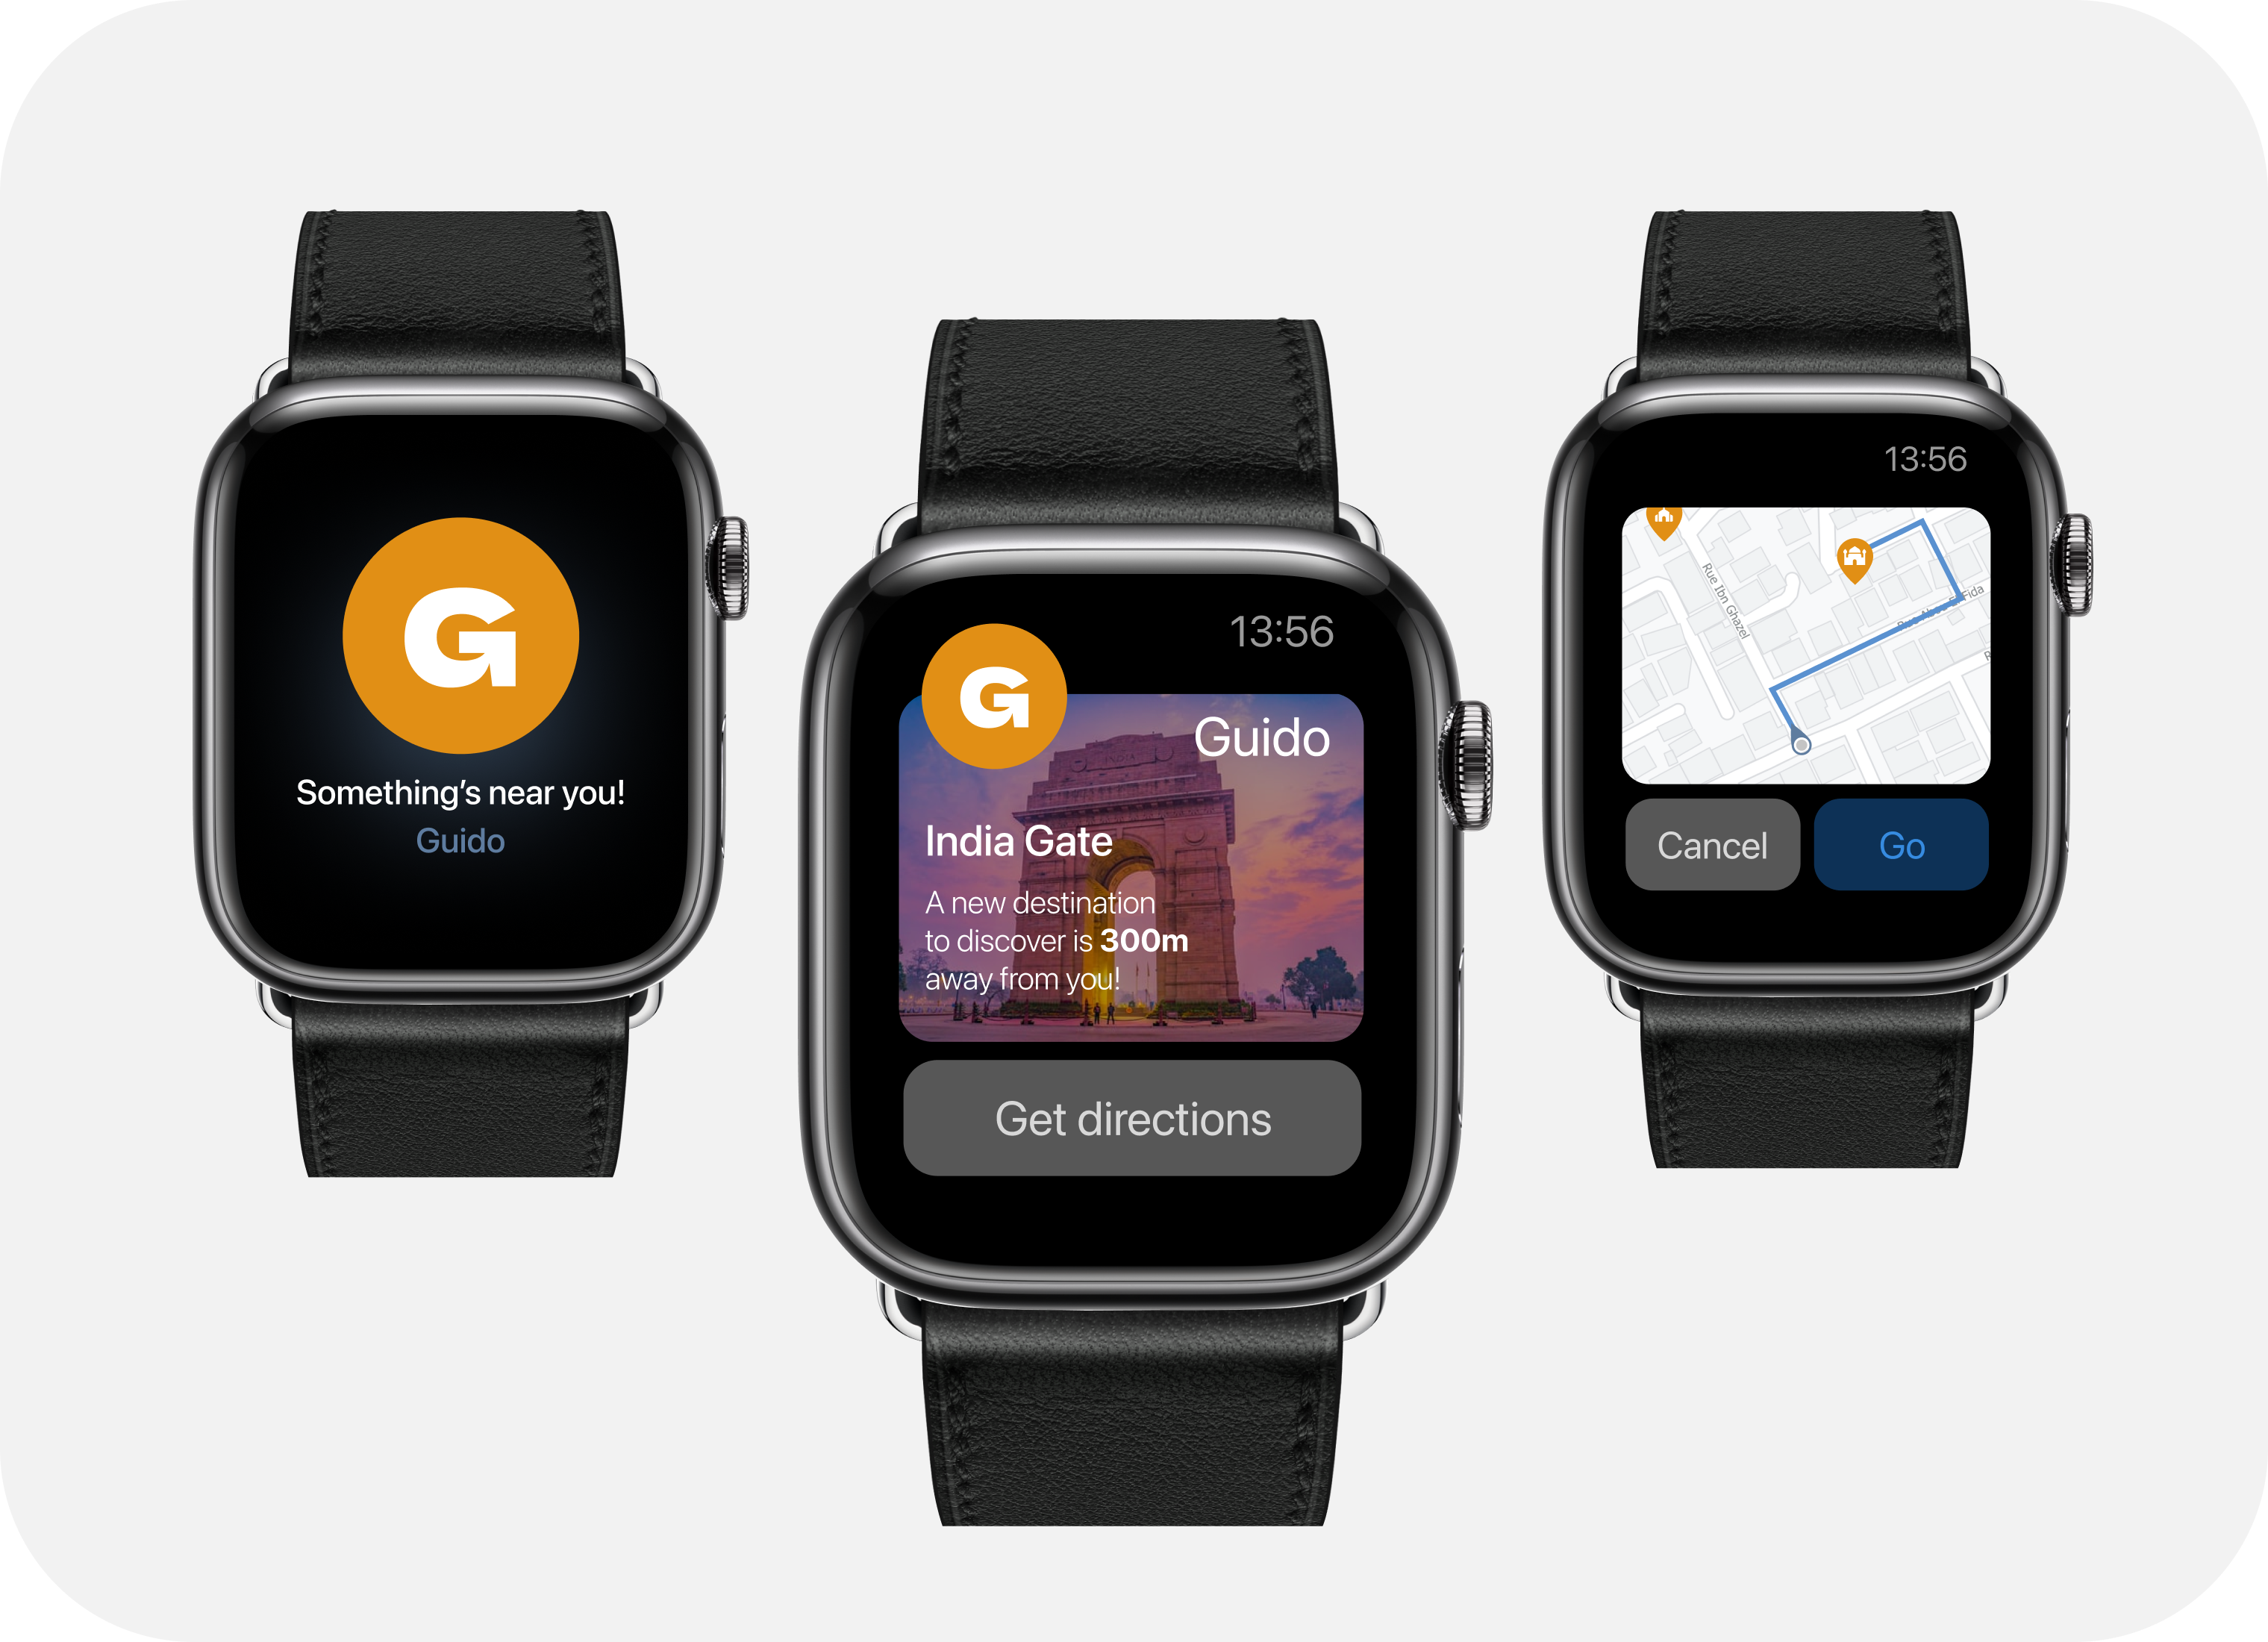 G
Something's near you!
Guido
13:56
G
Guido
INDIA
India Gate
A new destination
to discover is 300m
away from you!
Get directions
13:56
Rue Ibn Ghazel
Fida
Cancel
Go